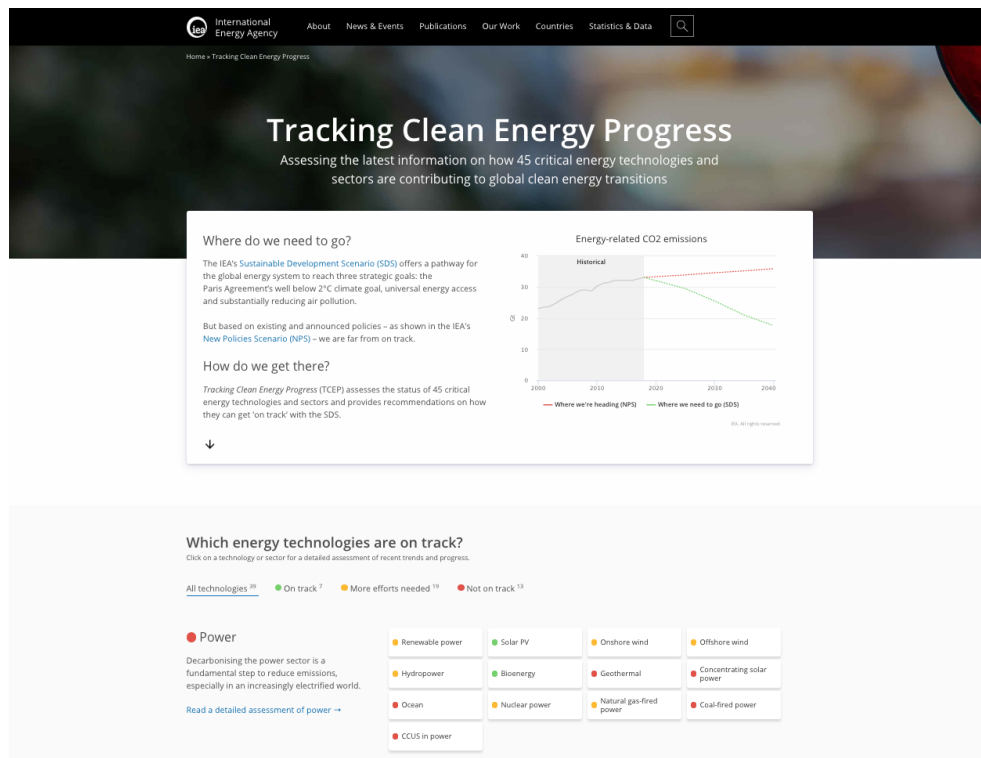 iea
International
Energy Agency
About News & Events Publications Our Work Countries Statistics & Data
Home » Tracking Clean Energy Progress
Tracking Clean Energy Progress
Assessing the latest information on how 45 critical energy technologies and
sectors are contributing to global clean energy transitions
Where do we need to go?
The IEA's Sustainable Development Scenario (SDS) offers a pathway for
the global energy system to reach three strategic goals: the
Paris Agreement's well below 2°C climate goal, universal energy access
and substantially reducing air pollution.
But based on existing and announced policies – as shown in the IEA's
New Policies Scenario (NPS) – we are far from on track.
How do we get there?
Tracking Clean Energy Progress (TCEP) assesses the status of 45 critical
energy technologies and sectors and provides recommendations on how
they can get 'on track' with the SDS.
Energy-related CO2 emissions
Historical
40
30
20
10
0
Gt
2000 2010 2020 2030 2040
Where we're heading (NPS) Where we need to go (SDS)
IEA. All rights reserved.
Which energy technologies are on track?
Click on a technology or sector for a detailed assessment of recent trends and progress.
All technologies 39 On track 7 More efforts needed 19 Not on track 13
Power
Decarbonising the power sector is a
fundamental step to reduce emissions,
especially in an increasingly electrified world.
Read a detailed assessment of power →
Renewable power Solar PV Onshore wind Offshore wind
Hydropower Bioenergy Geothermal Concentrating solar
power
Ocean Nuclear power Natural gas-fired
power Coal-fired power
CCUS in power